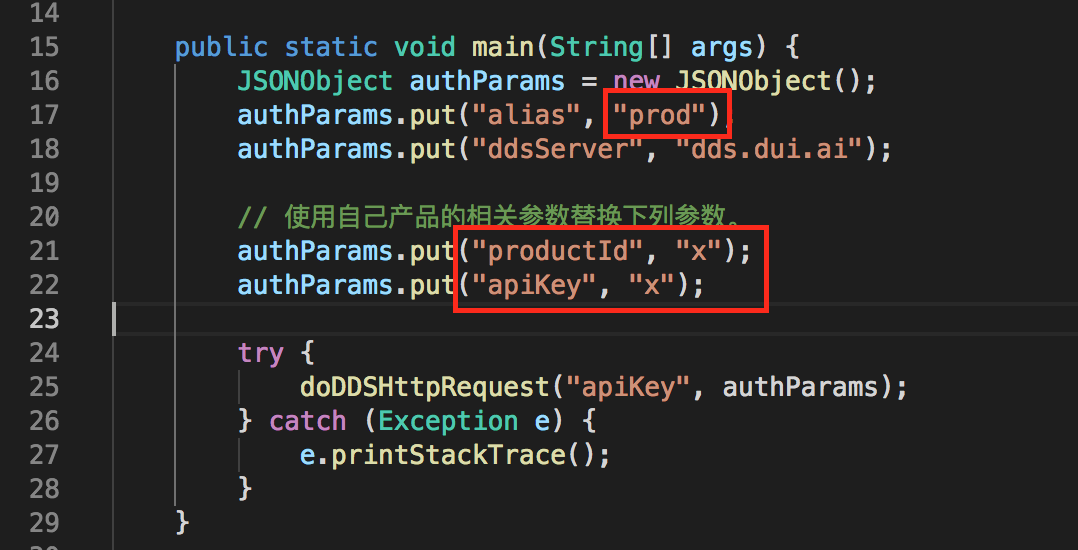 14
15 public static void main(String[] args) {
16 JSONObject authParams = new JSONObject();
17 authParams.put("alias", "prod");
18 authParams.put("ddsServer", "dds.dui.ai");
19
20 // 使用自己产品的相关参数替换下列参数。
21 authParams.put("productId", "x");
22 authParams.put("apiKey", "x");
23
24 try {
25 doDDSHttpRequest("apiKey", authParams);
26 } catch (Exception e) {
27 e.printStackTrace();
28 }
29 }
30